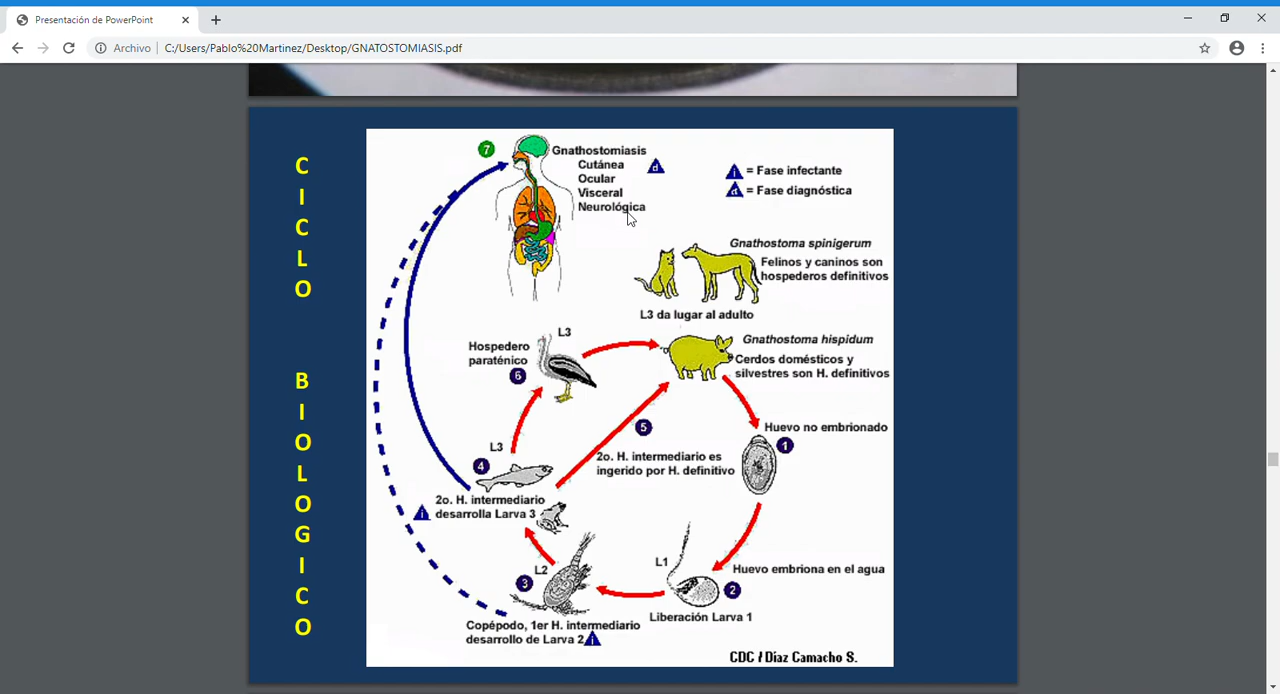 Presentación de PowerPoint
Archivo
C:/Users/Pablo%20Martinez/Desktop/GNATOSTOMIASIS.pdf
CICLO
BIOLOGICO
7
Gnathostomiasis
Cutánea
Ocular
Visceral
Neurológica
d
i = Fase infectante
d = Fase diagnóstica
Gnathostoma spinigerum
Felinos y caninos son
hospederos definitivos
L3 da lugar al adulto
L3
Hospedero
paraténico
6
Gnathostoma hispidum
Cerdos domésticos y
silvestres son H. definitivos
Huevo no embrionado
1
5
2o. H. intermediario es
ingerido por H. definitivo
L3
4
2o. H. intermediario
desarrolla Larva 3
i
L1
Huevo embriona en el agua
2
Liberación Larva 1
L2
3
Copépodo, 1er H. intermediario
desarrollo de Larva 2 i
CDC / Díaz Camacho S.